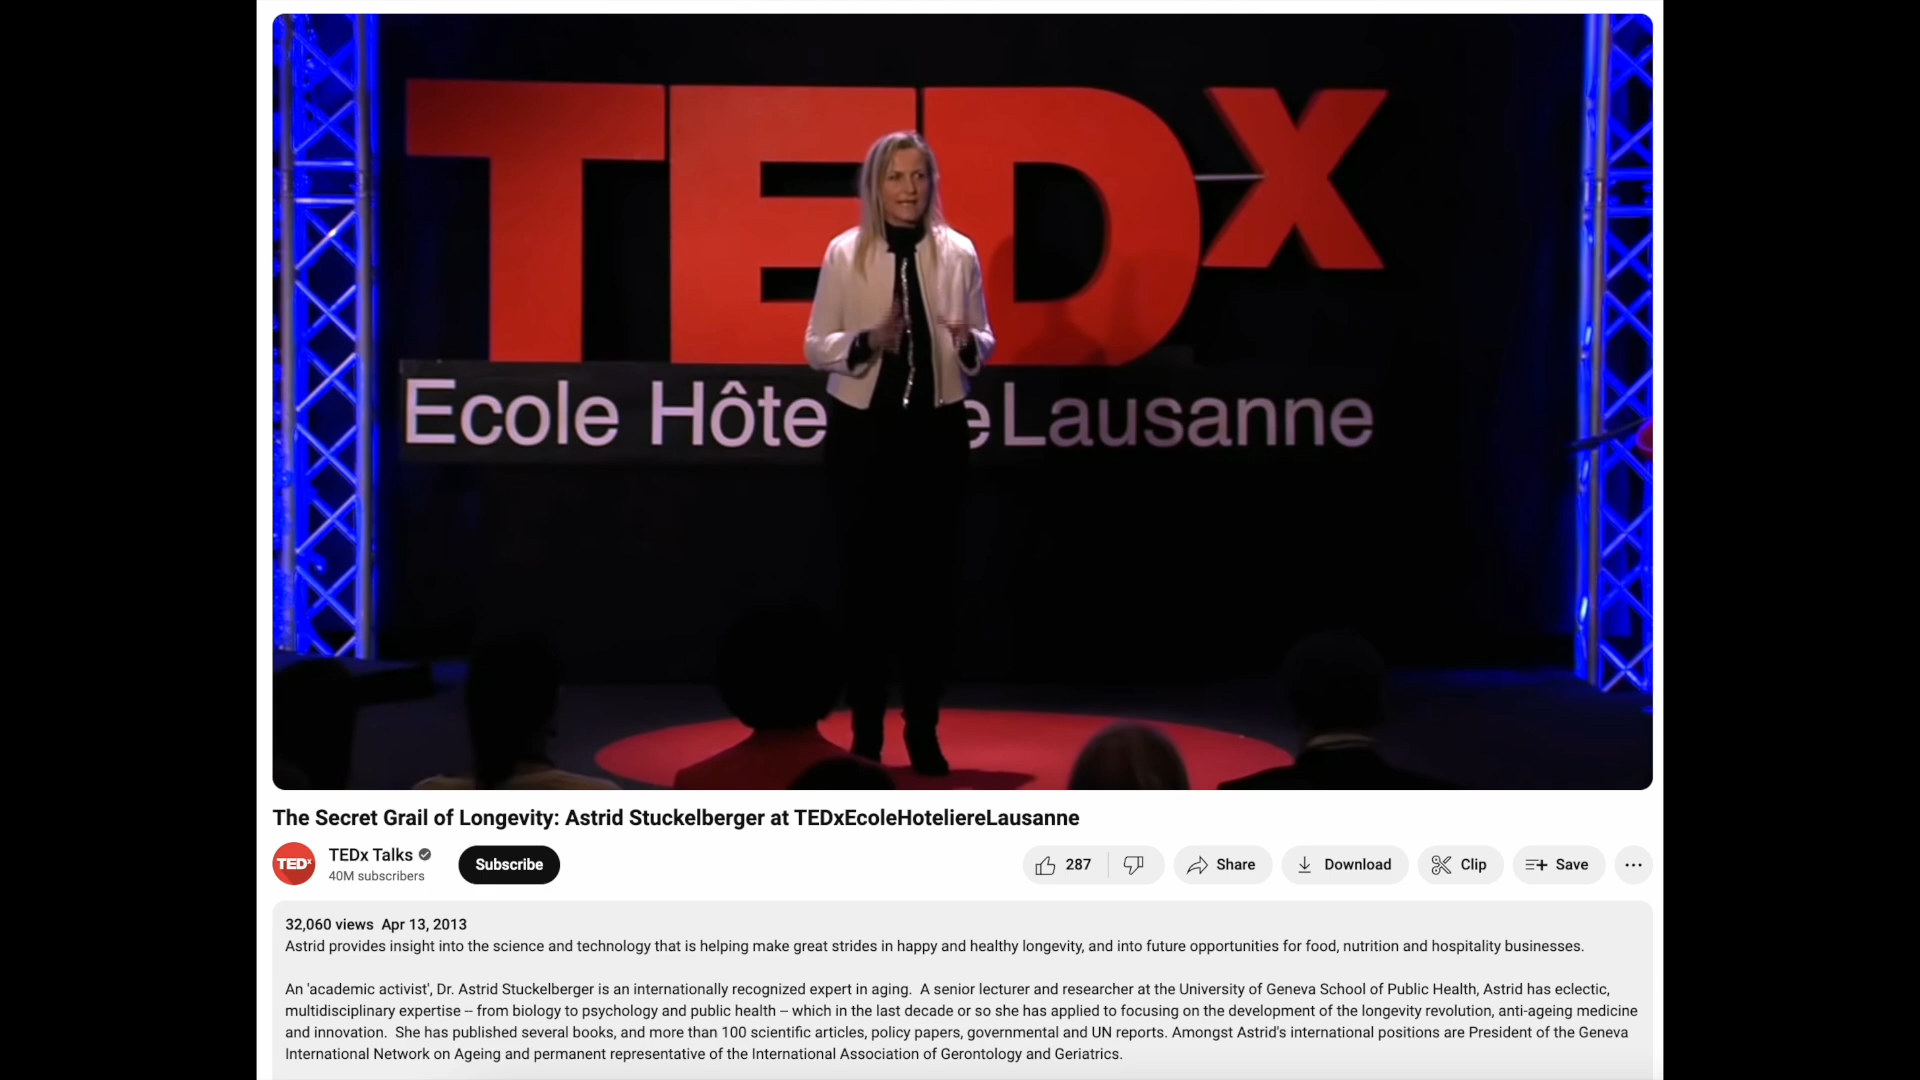 TEDx
Ecole Hôte e Lausanne
The Secret Grail of Longevity: Astrid Stuckelberger at TEDxEcoleHoteliereLausanne
TEDx
TEDx Talks
40M subscribers
Subscribe
287
Share
Download
Clip
Save
32,060 views Apr 13, 2013
Astrid provides insight into the science and technology that is helping make great strides in happy and healthy longevity, and into future opportunities for food, nutrition and hospitality businesses.
An 'academic activist', Dr. Astrid Stuckelberger is an internationally recognized expert in aging. A senior lecturer and researcher at the University of Geneva School of Public Health, Astrid has eclectic,
multidisciplinary expertise -- from biology to psychology and public health -- which in the last decade or so she has applied to focusing on the development of the longevity revolution, anti-ageing medicine
and innovation. She has published several books, and more than 100 scientific articles, policy papers, governmental and UN reports. Amongst Astrid's international positions are President of the Geneva
International Network on Ageing and permanent representative of the International Association of Gerontology and Geriatrics.